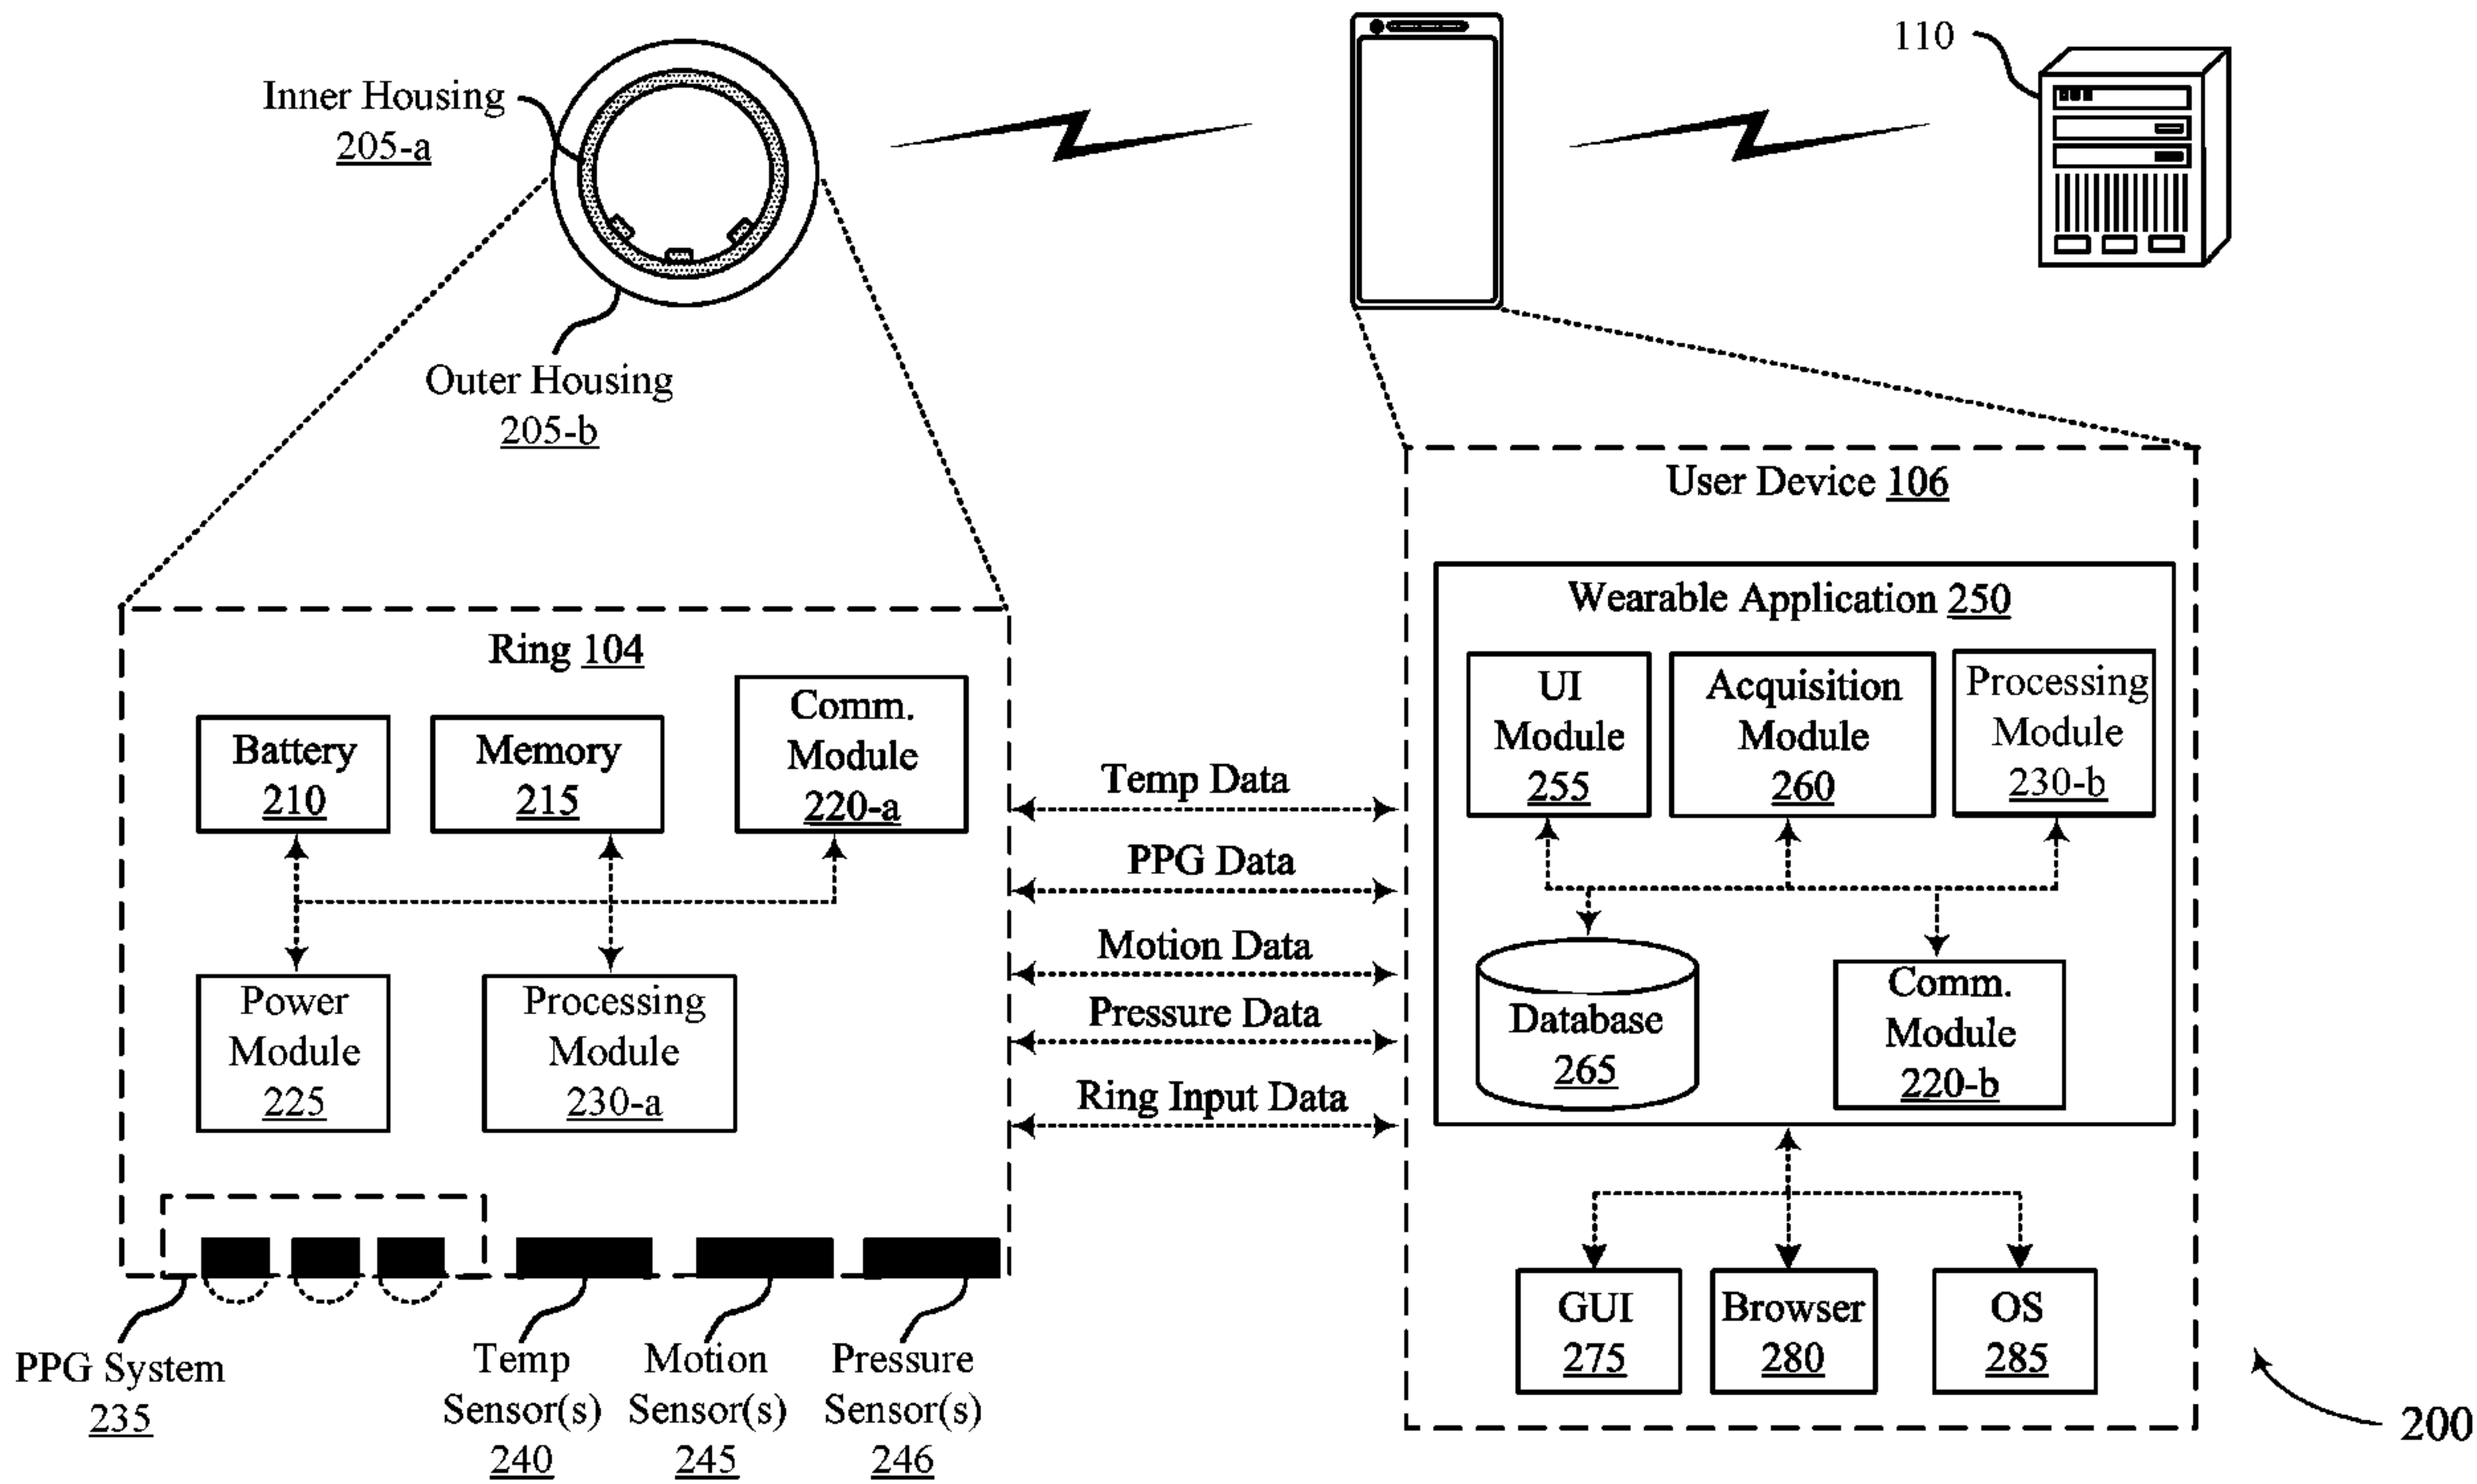 110
Inner Housing
205-a
Outer Housing
205-b
User Device 106
Wearable Application 250
UI
Module
255
Acquisition
Module
260
Processing
Module
230-b
Database
265
Comm.
Module
220-b
GUI
275
Browser
280
OS
285
Ring 104
Battery
210
Memory
215
Comm.
Module
220-a
Power
Module
225
Processing
Module
230-a
Temp Data
PPG Data
Motion Data
Pressure Data
Ring Input Data
PPG System
235
Temp
Sensor(s)
240
Motion
Sensor(s)
245
Pressure
Sensor(s)
246
200